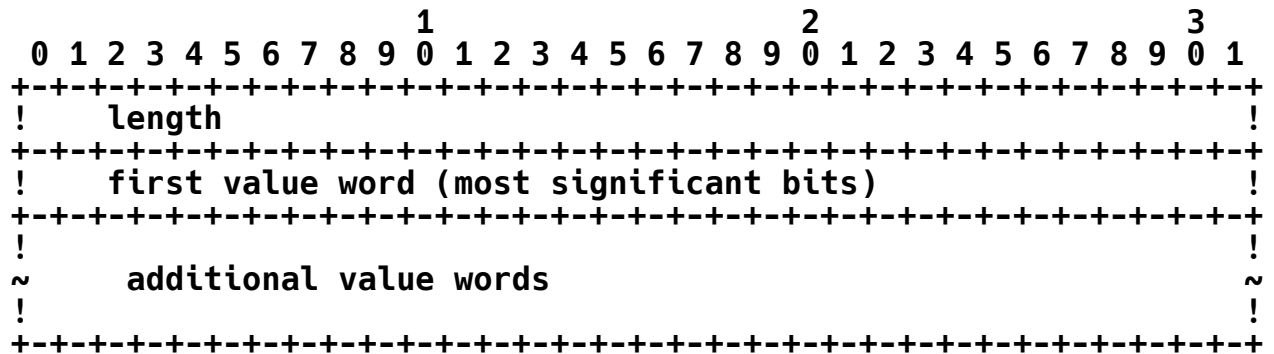 1                   2                   3
 0 1 2 3 4 5 6 7 8 9 0 1 2 3 4 5 6 7 8 9 0 1 2 3 4 5 6 7 8 9 0 1
+-+-+-+-+-+-+-+-+-+-+-+-+-+-+-+-+-+-+-+-+-+-+-+-+-+-+-+-+-+-+-+-+
!    length                                                     !
+-+-+-+-+-+-+-+-+-+-+-+-+-+-+-+-+-+-+-+-+-+-+-+-+-+-+-+-+-+-+-+-+
!    first value word (most significant bits)                   !
+-+-+-+-+-+-+-+-+-+-+-+-+-+-+-+-+-+-+-+-+-+-+-+-+-+-+-+-+-+-+-+-+
!                                                               !
~     additional value words                                    ~
!                                                               !
+-+-+-+-+-+-+-+-+-+-+-+-+-+-+-+-+-+-+-+-+-+-+-+-+-+-+-+-+-+-+-+-+